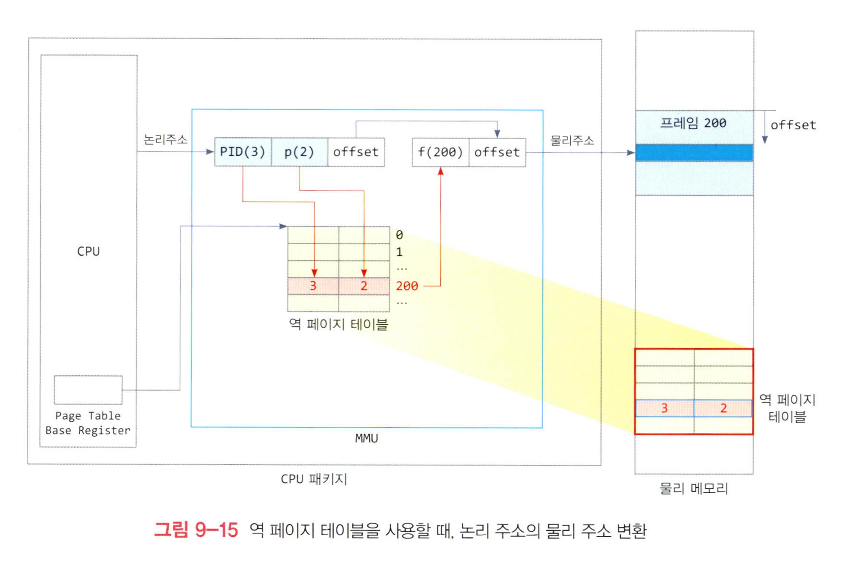 프레임 200
offset
논리주소
물리주소
PID(3) p(2) offset
f(200) offset
0
1
...
3 2 200
...
역 페이지 테이블
CPU
Page Table
Base Register
MMU
CPU 패키지
3 2
역 페이지
테이블
물리 메모리
그림 9-15 역 페이지 테이블을 사용할 때, 논리 주소의 물리 주소 변환